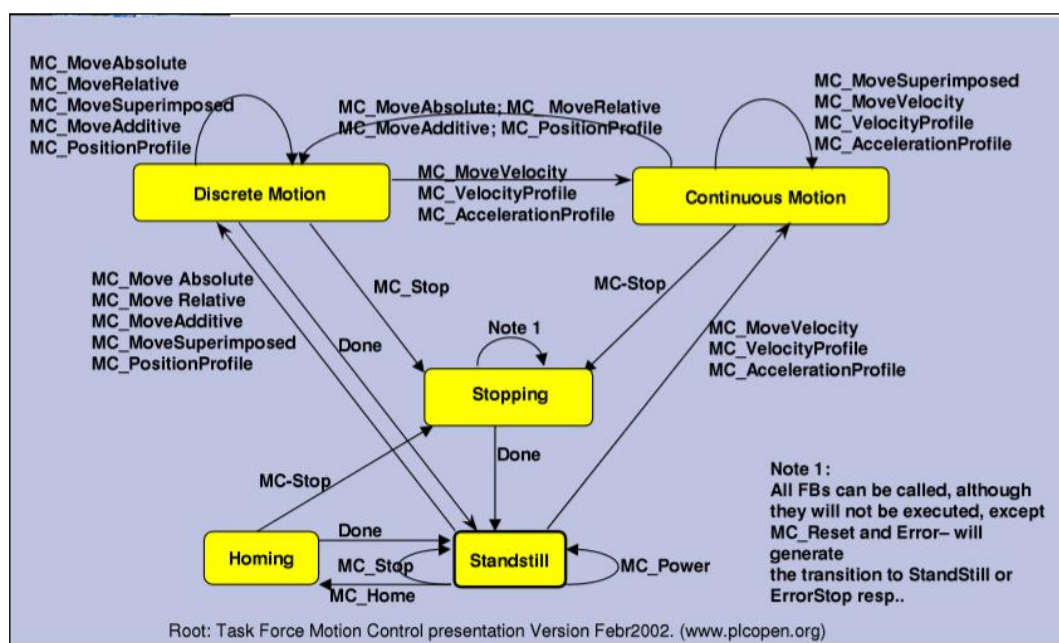 MC_MoveAbsolute
MC_MoveRelative
MC_MoveSuperimposed
MC_MoveAdditive
MC_PositionProfile
MC_MoveAbsolute; MC_MoveRelative
MC_MoveAdditive; MC_PositionProfile
MC_MoveSuperimposed
MC_MoveVelocity
MC_VelocityProfile
MC_AccelerationProfile
Discrete Motion
MC_MoveVelocity
MC_VelocityProfile
MC_AccelerationProfile
Continuous Motion
MC_Move Absolute
MC_Move Relative
MC_MoveAdditive
MC_MoveSuperimposed
MC_PositionProfile
Done
MC_Stop
Note 1
MC-Stop
MC_MoveVelocity
MC_VelocityProfile
MC_AccelerationProfile
Stopping
Done
MC-Stop
Homing
Done
MC_Stop
MC_Home
Standstill
MC_Power
Note 1:
All FBs can be called, although
they will not be executed, except
MC_Reset and Error– will
generate
the transition to StandStill or
ErrorStop resp..
Root: Task Force Motion Control presentation Version Febr2002. (www.plcopen.org)